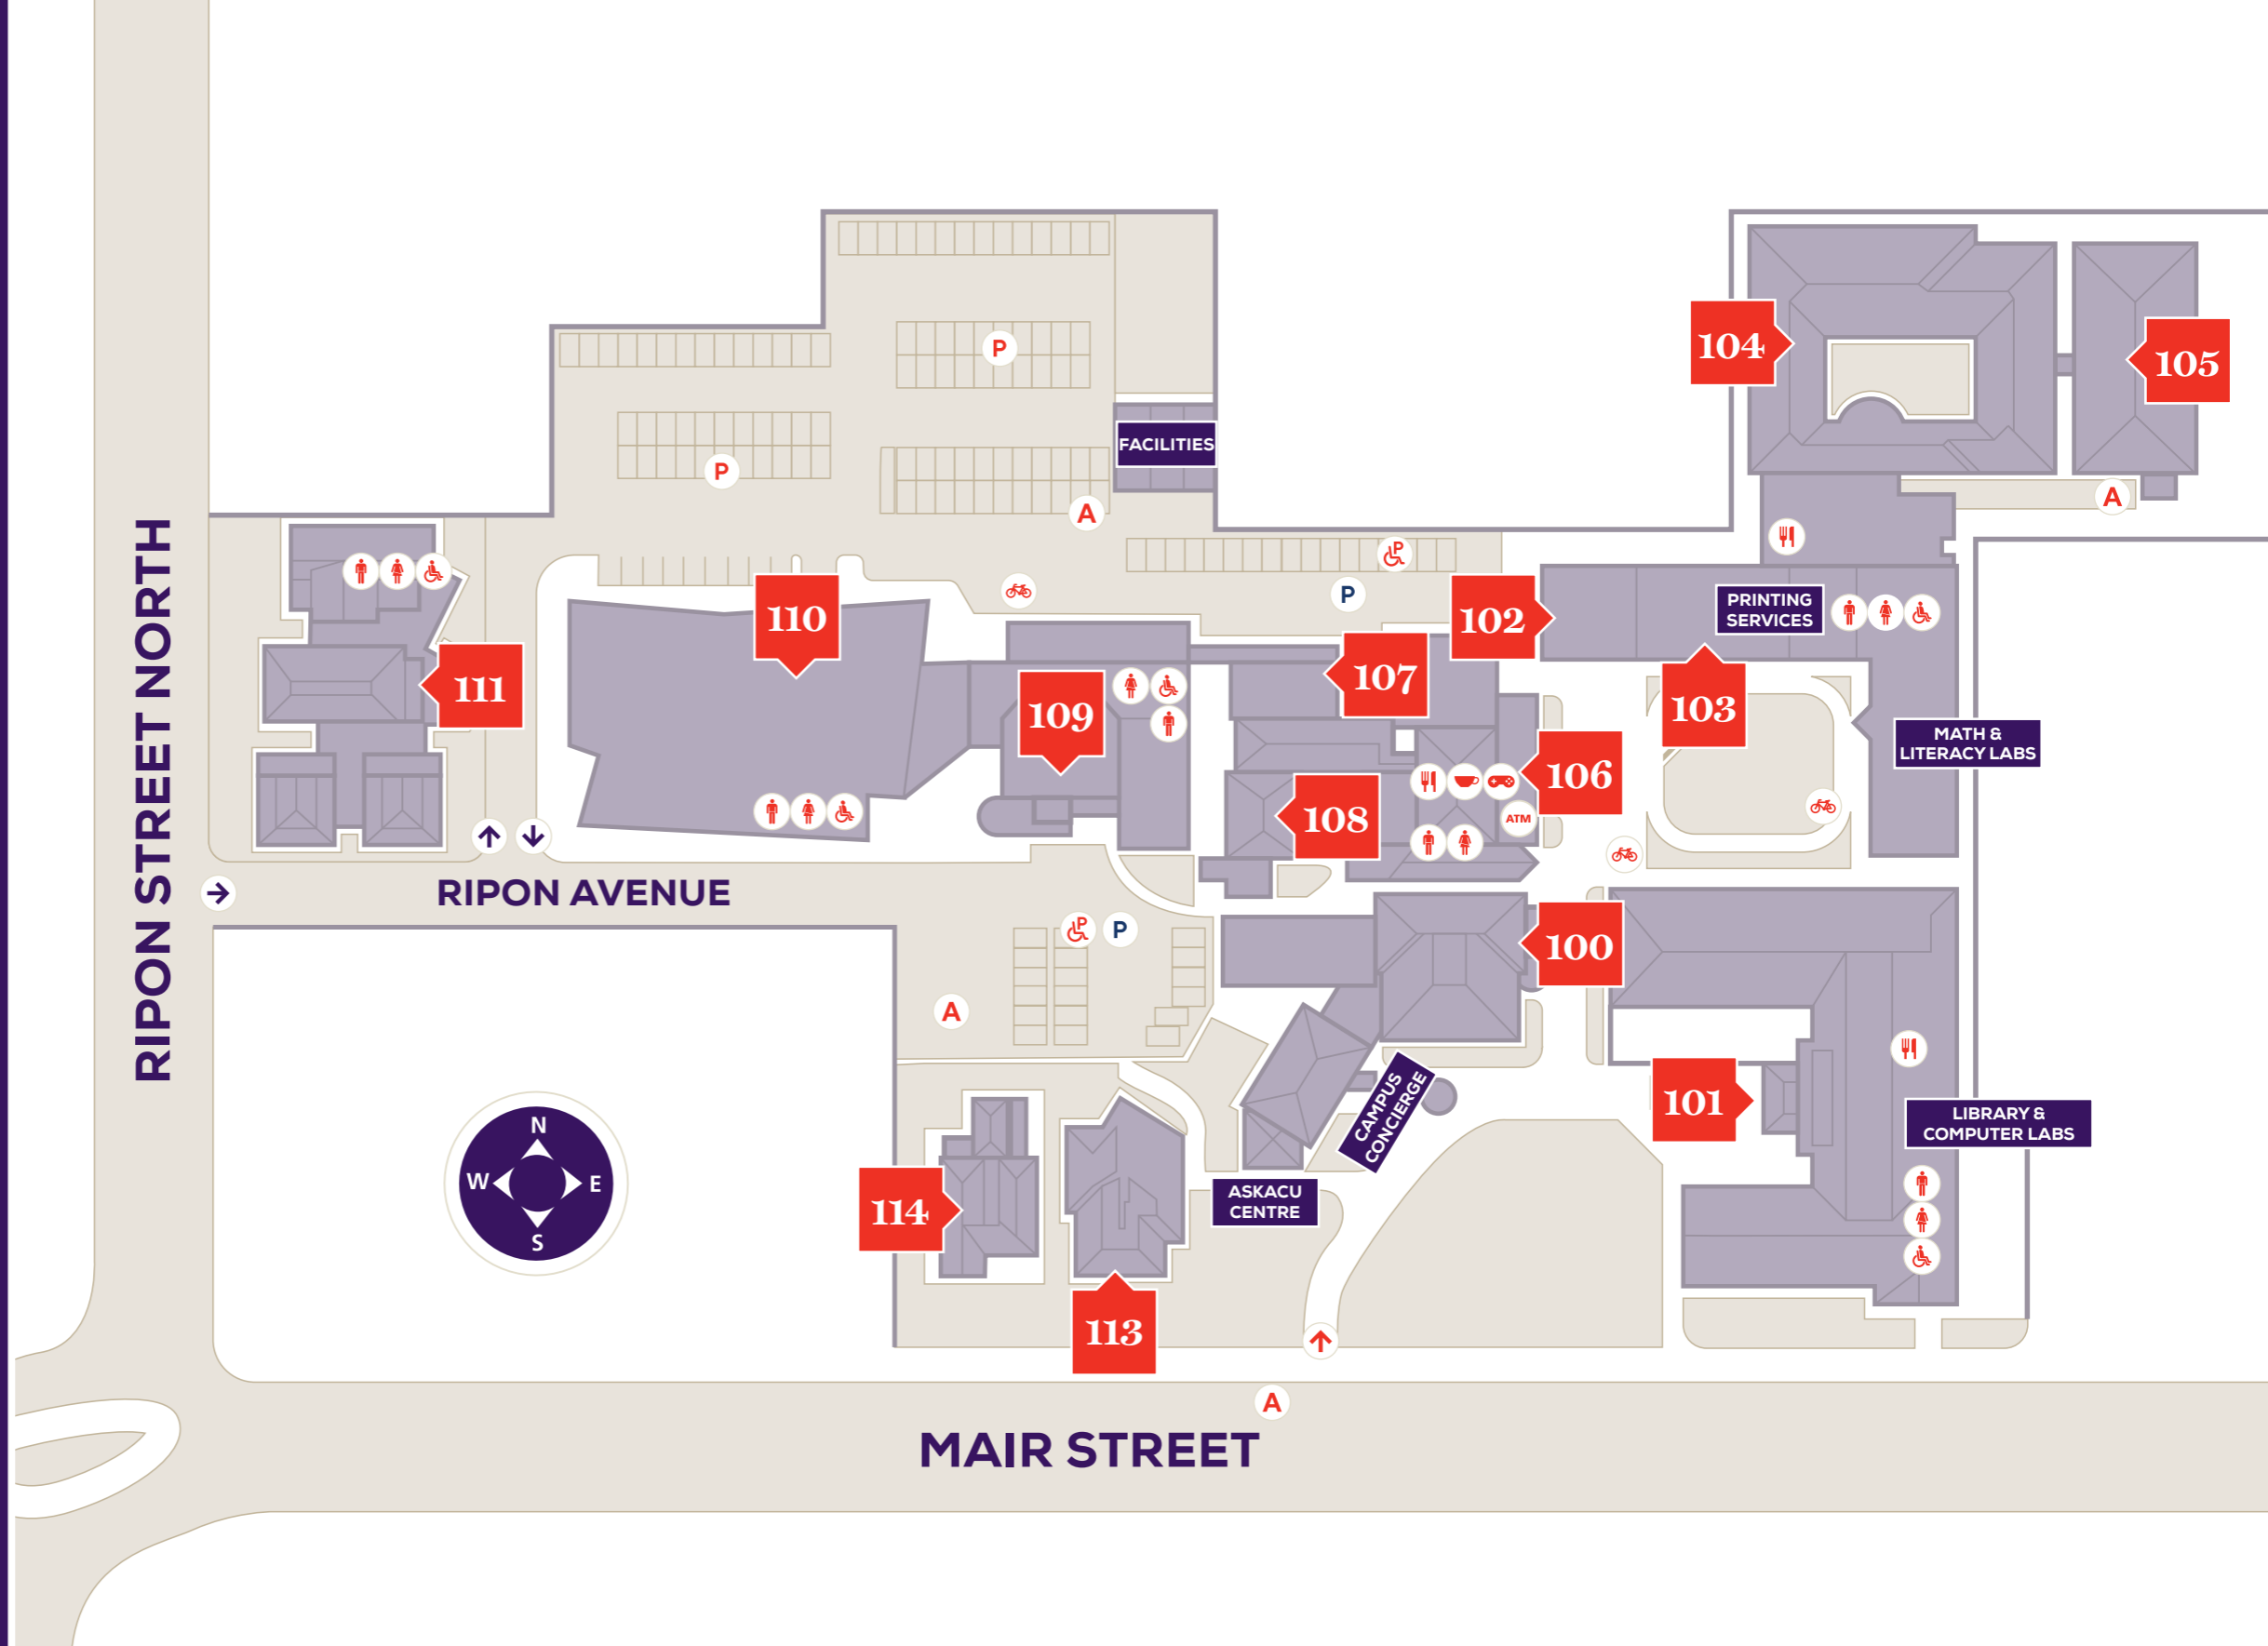 104
105
P
FACILITIES
P
A
A
P
P
110
102
PRINTING
SERVICES
111
107
103
109
MATH &
LITERACY LABS
106
108
ATM
RIPON STREET NORTH
RIPON AVENUE
P
P
100
A
CAMPUS
CONCIERGE
101
LIBRARY &
COMPUTER LABS
N
W
E
S
114
ASKACU
CENTRE
113
A
MAIR STREET